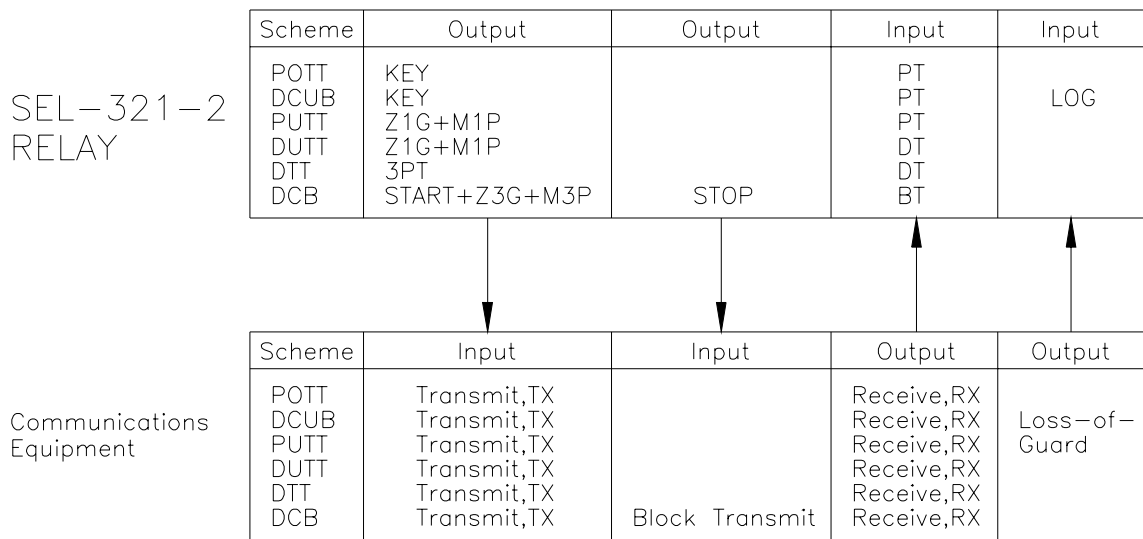 SEL-321-2
RELAY
Scheme Output Output Input Input
POTT KEY PT
DCUB KEY PT LOG
PUTT Z1G+M1P PT
DUTT Z1G+M1P DT
DTT 3PT DT
DCB START+Z3G+M3P STOP BT
Communications
Equipment
Scheme Input Input Output Output
POTT Transmit,TX Receive,RX
DCUB Transmit,TX Receive,RX Loss-of-
PUTT Transmit,TX Receive,RX Guard
DUTT Transmit,TX Receive,RX
DTT Transmit,TX Receive,RX
DCB Transmit,TX Block Transmit Receive,RX